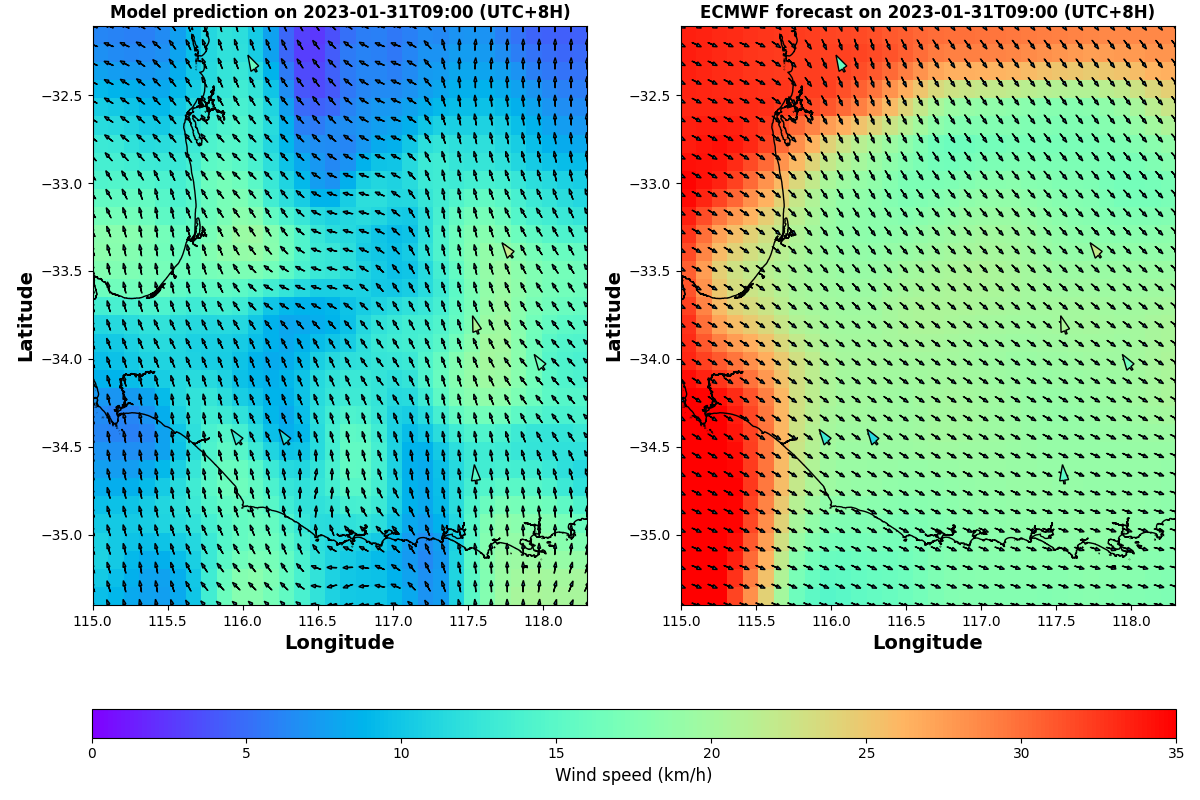 Model prediction on 2023-01-31T09:00 (UTC+8H)
ECMWF forecast on 2023-01-31T09:00 (UTC+8H)
−32.5
−33.0
−33.5
−34.0
−34.5
−35.0
Latitude
115.0 115.5 116.0 116.5 117.0 117.5 118.0
Longitude
−32.5
−33.0
−33.5
−34.0
−34.5
−35.0
Latitude
115.0 115.5 116.0 116.5 117.0 117.5 118.0
Longitude
0 5 10 15 20 25 30 35
Wind speed (km/h)